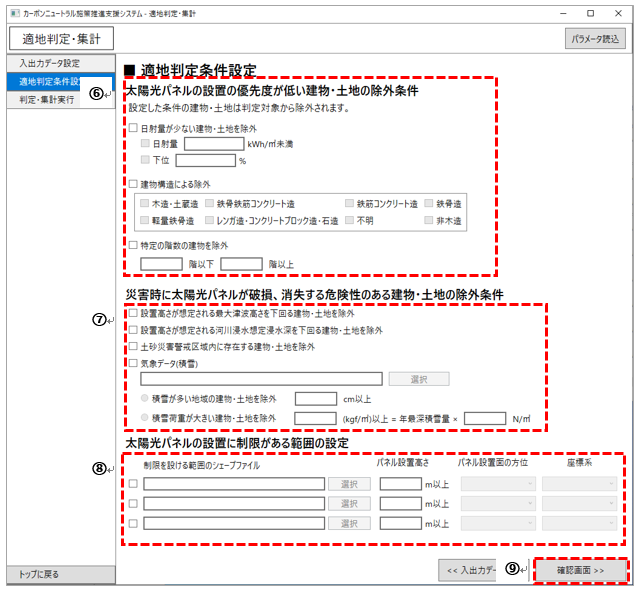 カーボンニュートラル施策推進支援システム - 適地判定・集計
適地判定・集計
パラメータ読込
入出力データ設定
適地判定条件設
⑥
判定・集計実行
■ 適地判定条件設定
太陽光パネルの設置の優先度が低い建物・土地の除外条件
設定した条件の建物・土地は判定対象から除外されます。
日射量が少ない建物・土地を除外
日射量 kWh/㎡未満
下位 %
建物構造による除外
木造・土蔵造 鉄骨鉄筋コンクリート造 鉄筋コンクリート造 鉄骨造
軽量鉄骨造 レンガ造・コンクリートブロック造・石造 不明 非木造
特定の階数の建物を除外
階以下 階以上
災害時に太陽光パネルが破損、消失する危険性のある建物・土地の除外条件
⑦
設置高さが想定される最大津波高さを下回る建物・土地を除外
設置高さが想定される河川浸水想定浸水深を下回る建物・土地を除外
土砂災害警戒区域内に存在する建物・土地を除外
気象データ(積雪)
選択
積雪が多い地域の建物・土地を除外 cm以上
積雪荷重が大きい建物・土地を除外 (kgf/㎡)以上 = 年最深積雪量 × N/㎡
太陽光パネルの設置に制限がある範囲の設定
⑧
制限を設ける範囲のシェープファイル パネル設置高さ パネル設置面の方位 座標系
選択 m以上
選択 m以上
選択 m以上
<< 入出力デー
⑨
確認画面 >>
トップに戻る